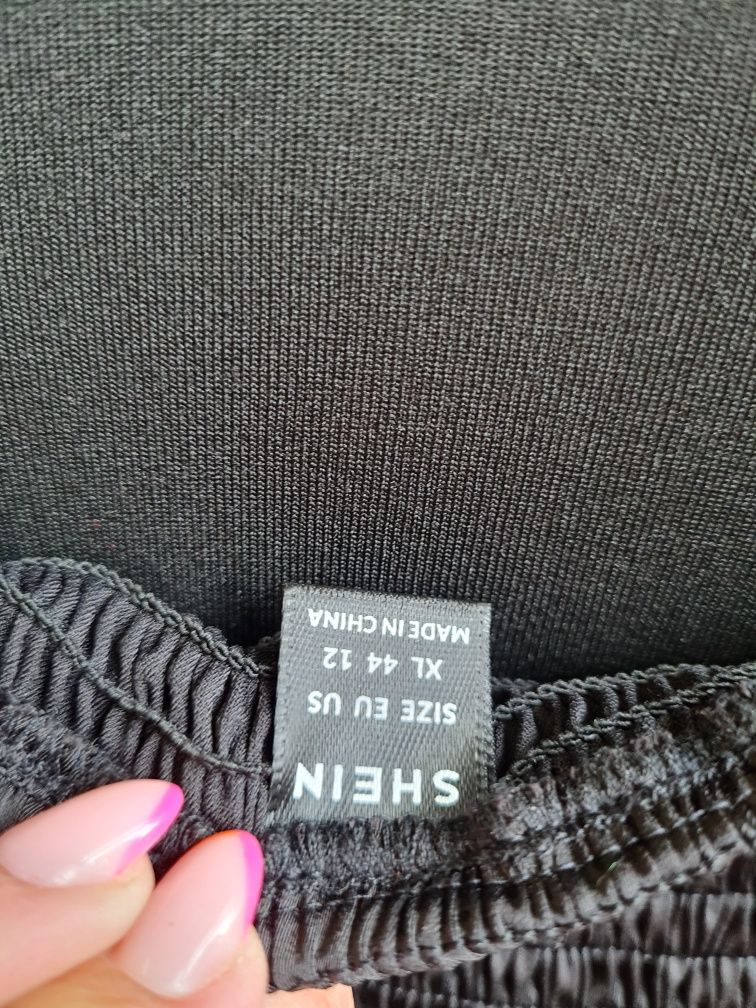 SHEIN
SIZE EU US
XL 44 12
MADE IN CHINA